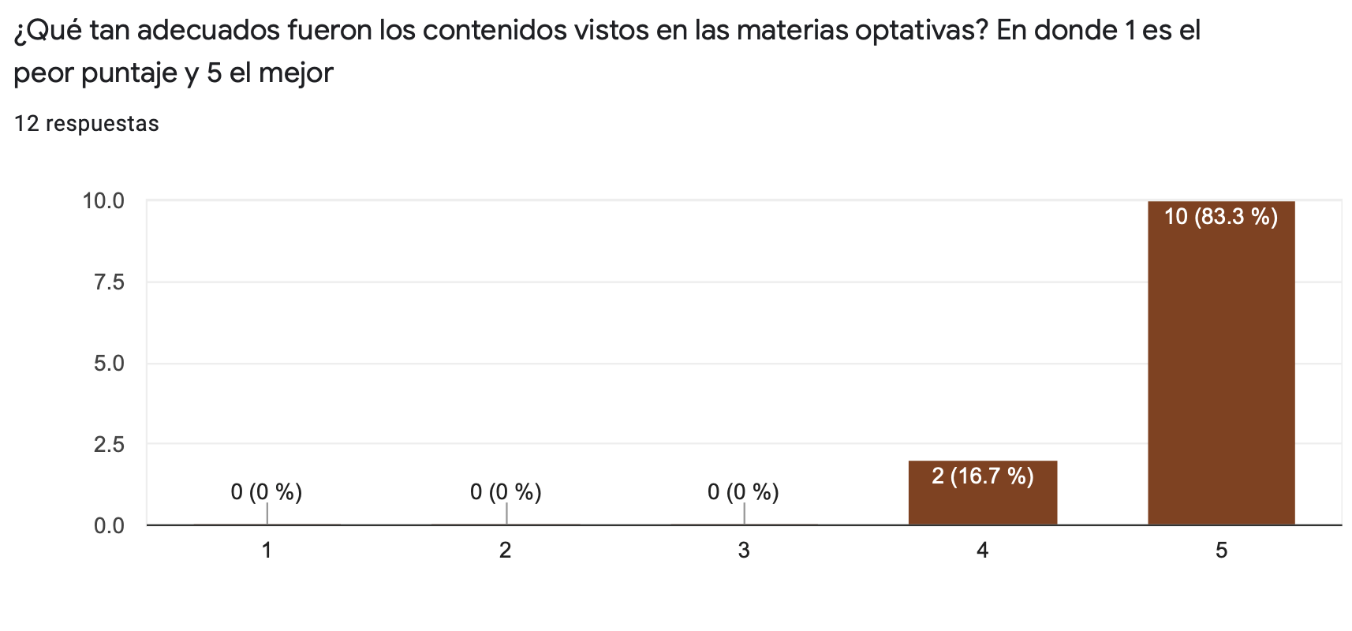 ¿Qué tan adecuados fueron los contenidos vistos en las materias optativas? En donde 1 es el
peor puntaje y 5 el mejor
12 respuestas
10.0
7.5
5.0
2.5
0.0
0 (0 %)
0 (0 %)
0 (0 %)
2 (16.7 %)
10 (83.3 %)
1
2
3
4
5